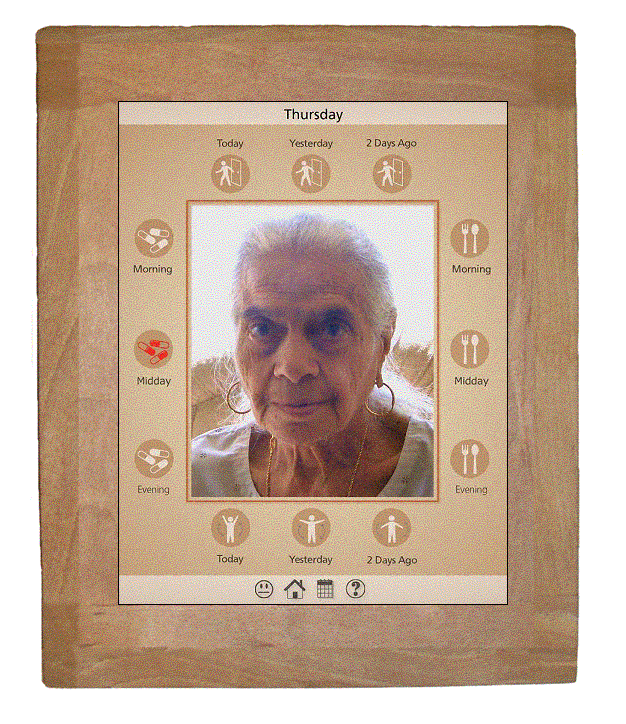 Thursday
Today Yesterday 2 Days Ago
Morning Morning
Midday Midday
Evening Evening
Today Yesterday 2 Days Ago
?